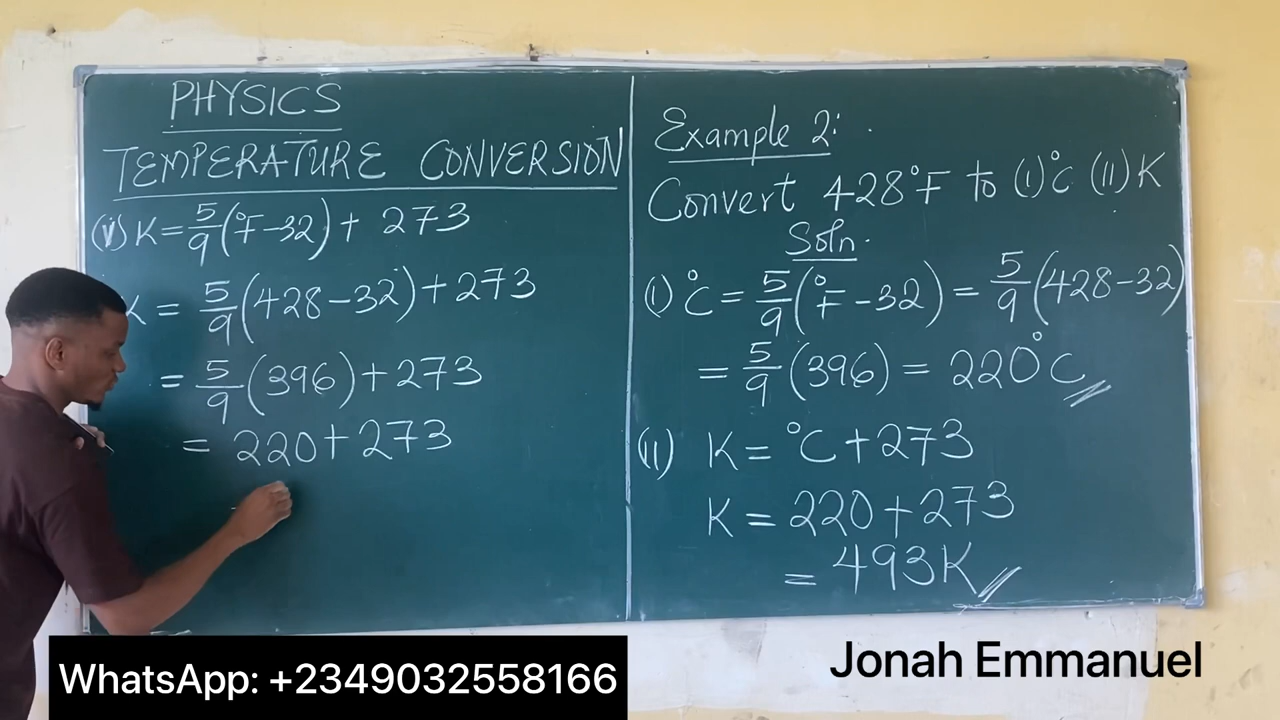 PHYSICS
TEMPERATURE CONVERSION
(V) K = 5/9 (°F - 32) + 273
K = 5/9 (428 - 32) + 273
= 5/9 (396) + 273
= 220 + 273
Example 2:
Convert 428°F to (i) °C (ii) K
Soln.
(i) °C = 5/9 (°F - 32) = 5/9 (428 - 32)
= 5/9 (396) = 220°C
(ii) K = °C + 273
K = 220 + 273
= 493K
WhatsApp: +2349032558166
Jonah Emmanuel